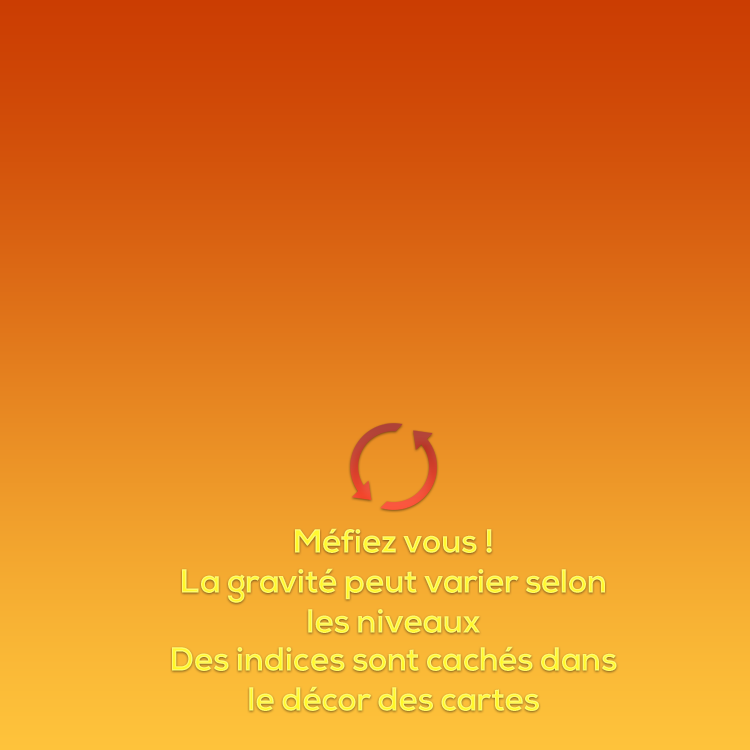 Méfiez vous !
La gravité peut varier selon
les niveaux
Des indices sont cachés dans
le décor des cartes